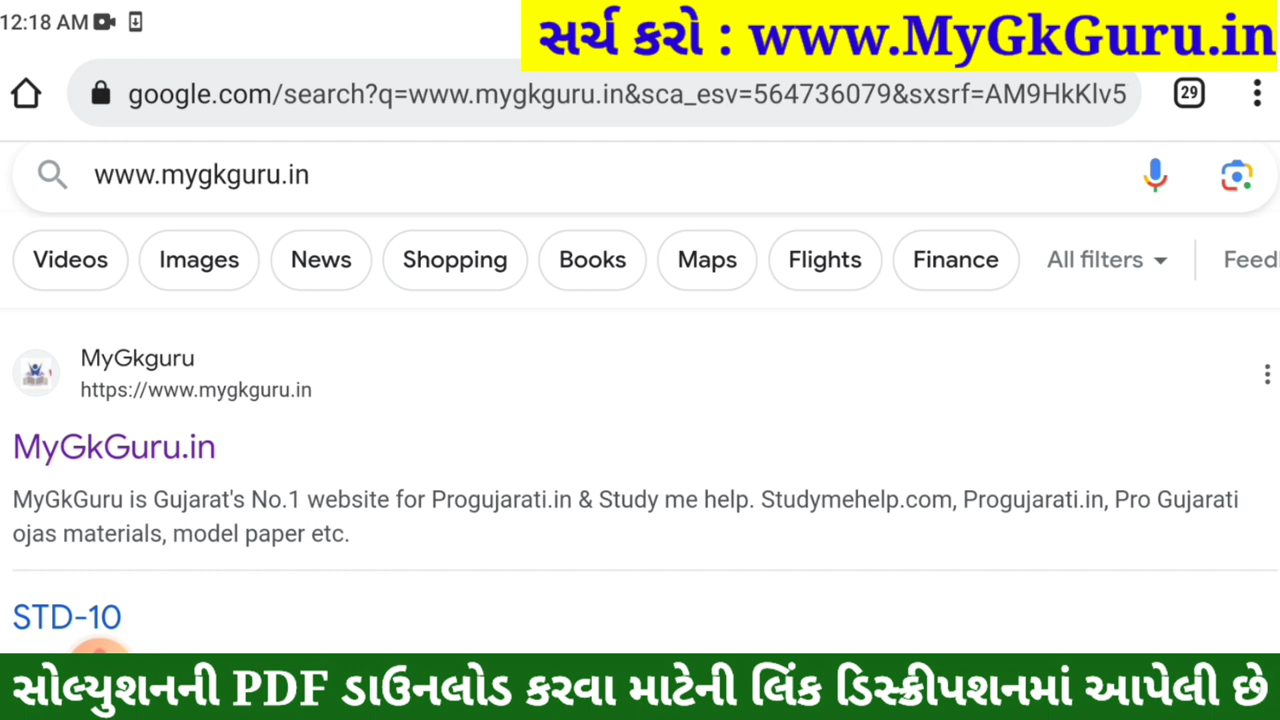 12:18 AM
સર્ચ કરો : www.MyGkGuru.in
google.com/search?q=www.mygkguru.in&sca_esv=564736079&sxsrf=AM9HkKlv5
29
www.mygkguru.in
Videos Images News Shopping Books Maps Flights Finance All filters Feed
MyGkguru
https://www.mygkguru.in
MyGkGuru.in
MyGkGuru is Gujarat's No.1 website for Progujarati.in & Study me help. Studymehelp.com, Progujarati.in, Pro Gujarati
ojas materials, model paper etc.
STD-10
સોલ્યુશનની PDF ડાઉનલોડ કરવા માટેની લિંક ડિસ્ક્રીપશનમાં આપેલી છે